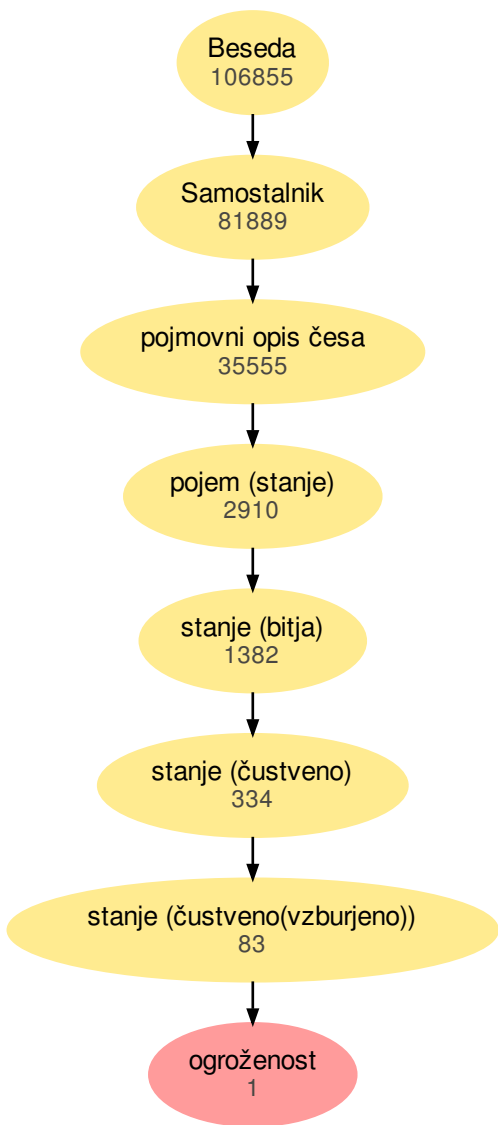 Beseda
106855
Samostalnik
81889
pojmovni opis česa
35555
pojem (stanje)
2910
stanje (bitja)
1382
stanje (čustveno)
334
stanje (čustveno(vzburjeno))
83
ogroženost
1